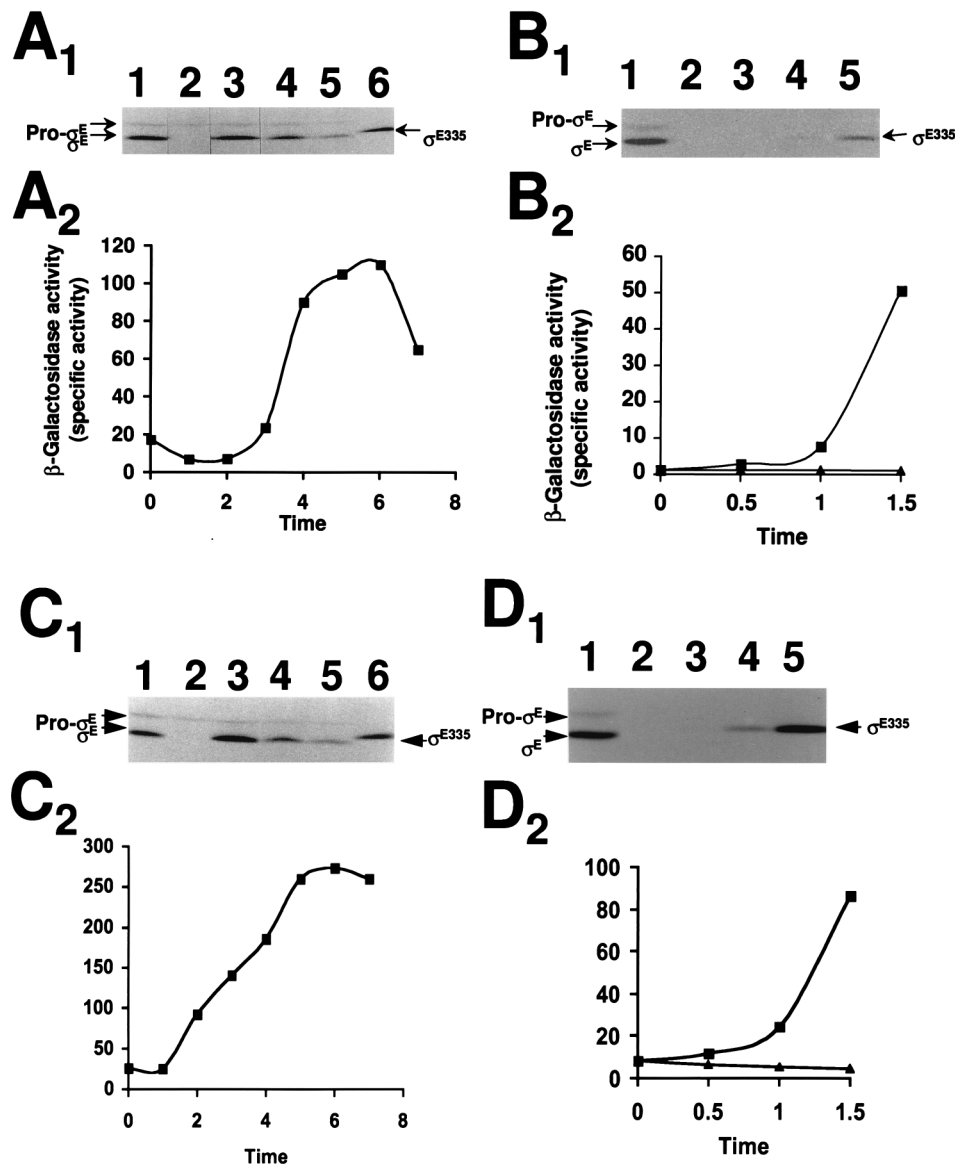 A1
B1
1 2 3 4 5 6
1 2 3 4 5
Pro-σE
σE
σE335
Pro-σE
σE
σE335
A2
B2
β-Galactosidase activity
(specific activity)
120
100
80
60
40
20
0
0 2 4 6 8
Time
β-Galactosidase activity
(specific activity)
60
50
40
30
20
10
0
0 0.5 1 1.5
Time
C1
D1
1 2 3 4 5 6
1 2 3 4 5
Pro-σE
σE
σE335
Pro-σE
σE
σE335
C2
D2
300
250
200
150
100
50
0
0 2 4 6 8
Time
100
80
60
40
20
0
0 0.5 1 1.5
Time